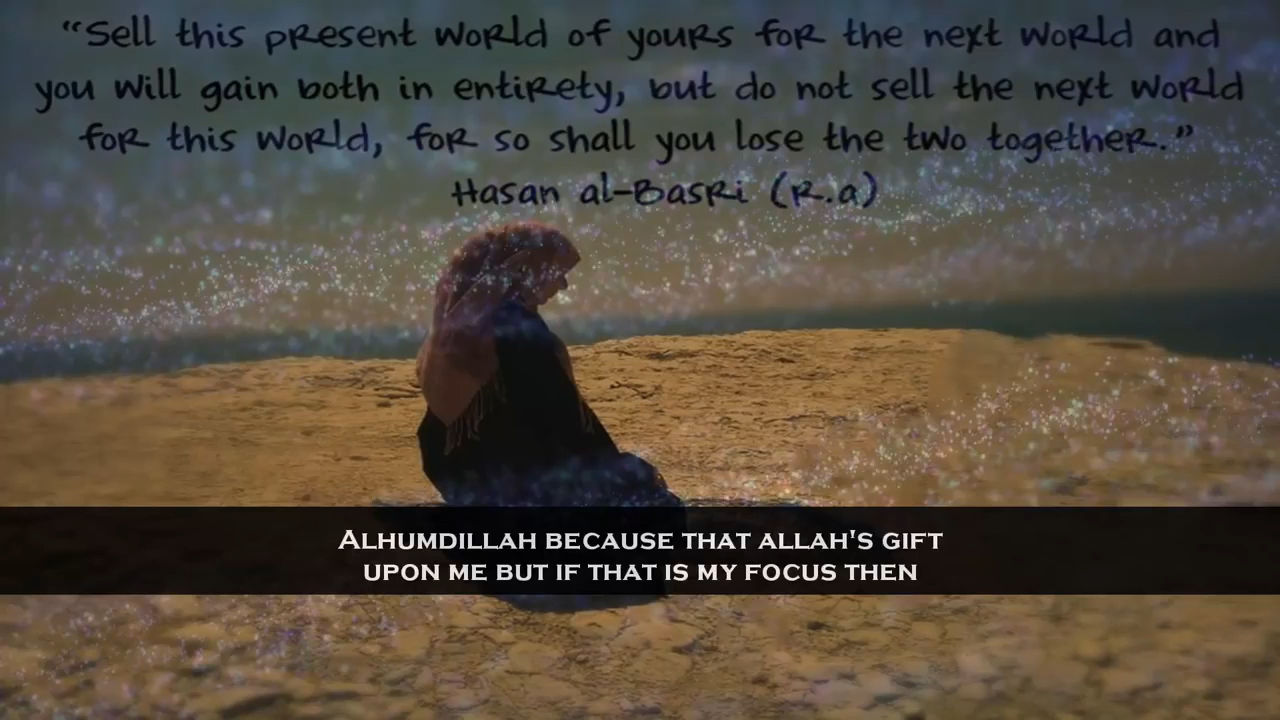 “Sell this present world of yours for the next world and
you will gain both in entirety, but do not sell the next world
for this world, for so shall you lose the two together.”
Hasan al-Basri (R.a)
ALHUMDILLAH BECAUSE THAT ALLAH'S GIFT
UPON ME BUT IF THAT IS MY FOCUS THEN